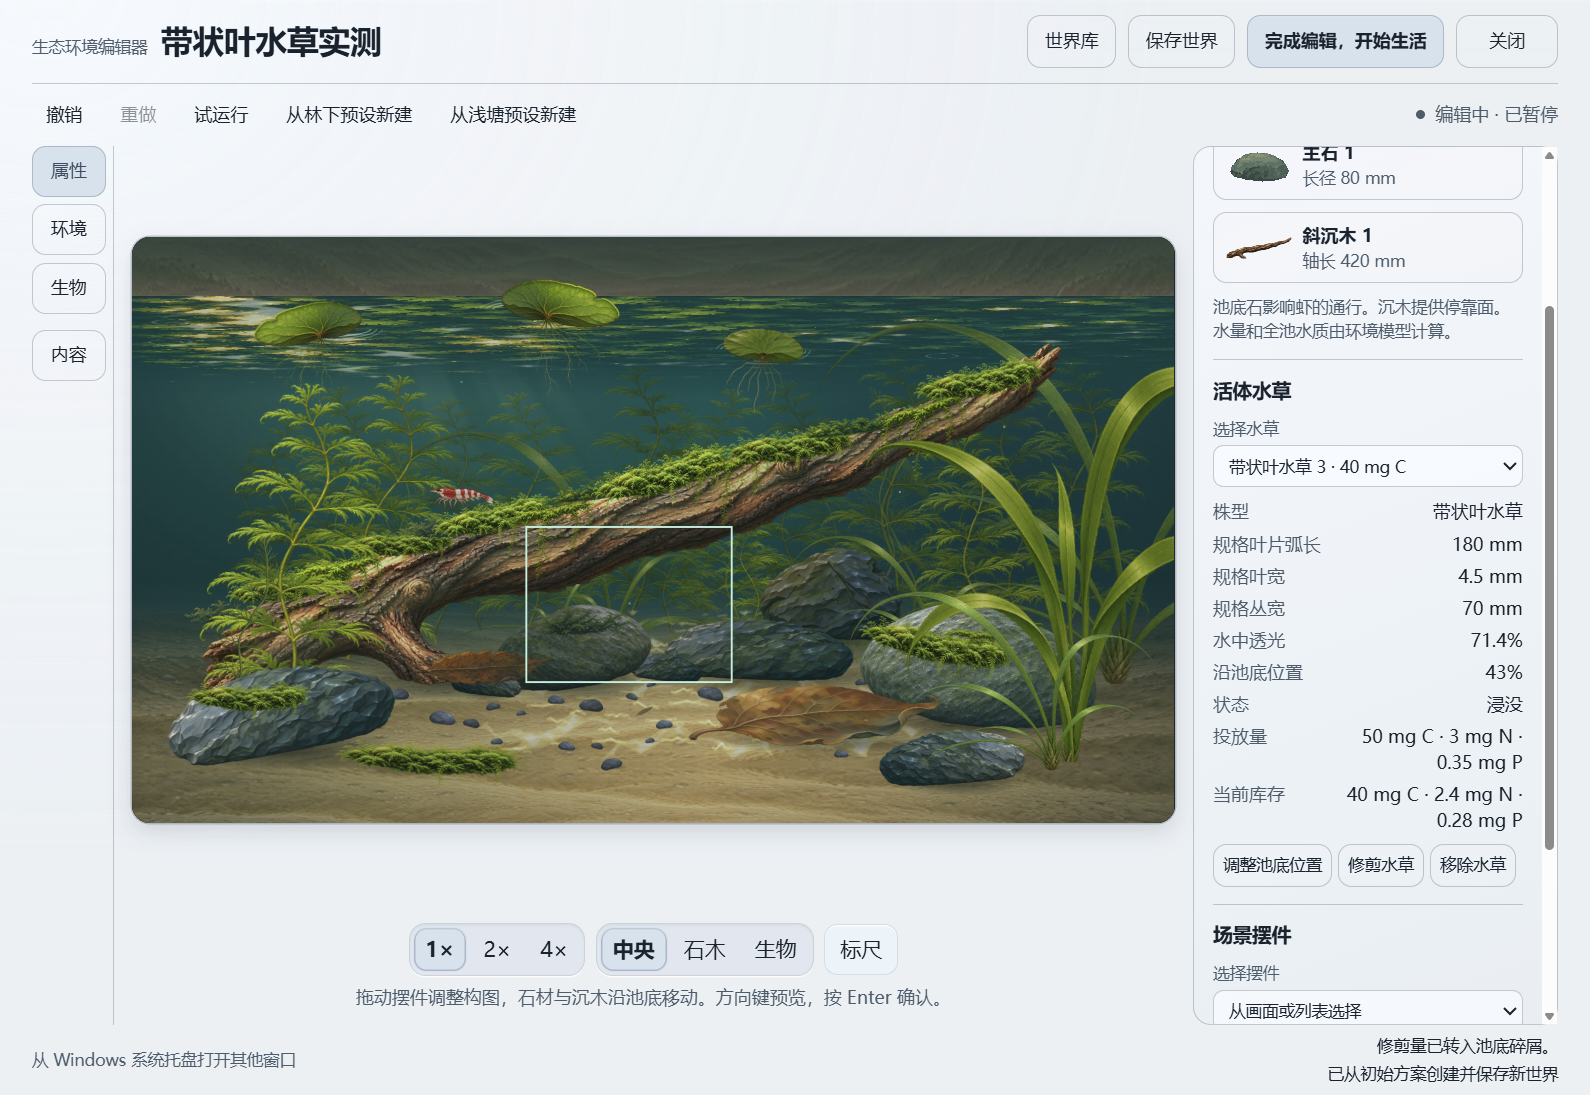 生态环境编辑器 带状叶水草实测
世界库 保存世界 完成编辑，开始生活 关闭
撤销 重做 试运行 从林下预设新建 从浅塘预设新建
编辑中 · 已暂停
属性
环境
生物
内容
主石 1
长径 80 mm
斜沉木 1
轴长 420 mm
池底石影响虾的通行。沉木提供停靠面。
水量和全池水质由环境模型计算。
活体水草
选择水草
带状叶水草 3 · 40 mg C
株型 带状叶水草
规格叶片弧长 180 mm
规格叶宽 4.5 mm
规格丛宽 70 mm
水中透光 71.4%
沿池底位置 43%
状态 浸没
投放量 50 mg C · 3 mg N ·
0.35 mg P
当前库存 40 mg C · 2.4 mg N ·
0.28 mg P
调整池底位置 修剪水草 移除水草
场景摆件
选择摆件
从画面或列表选择
1× 2× 4× 中央 石木 生物 标尺
拖动摆件调整构图，石材与沉木沿池底移动。方向键预览，按 Enter 确认。
从 Windows 系统托盘打开其他窗口
修剪量已转入池底碎屑。
已从初始方案创建并保存新世界